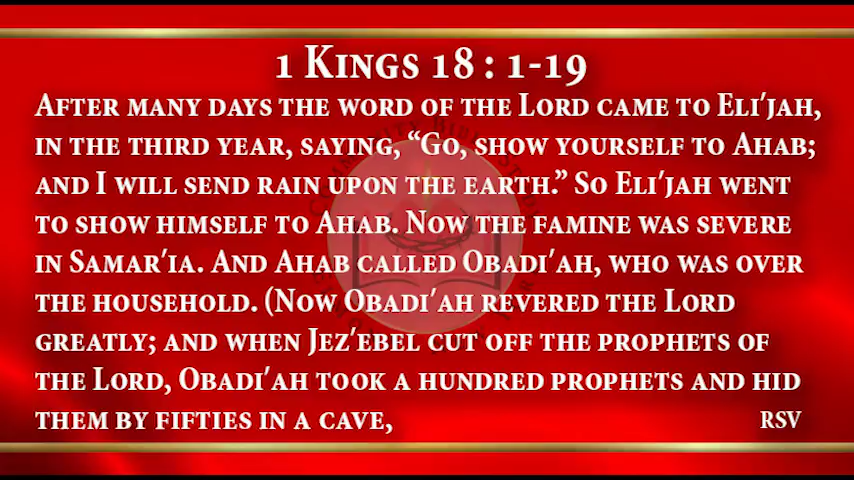 1 Kings 18 : 1-19
After many days the word of the Lord came to Eli′jah,
in the third year, saying, “Go, show yourself to Ahab;
and I will send rain upon the earth.” So Eli′jah went
to show himself to Ahab. Now the famine was severe
in Samar′ia. And Ahab called Obadi′ah, who was over
the household. (Now Obadi′ah revered the Lord
greatly; and when Jez′ebel cut off the prophets of
the Lord, Obadi′ah took a hundred prophets and hid
them by fifties in a cave,
RSV